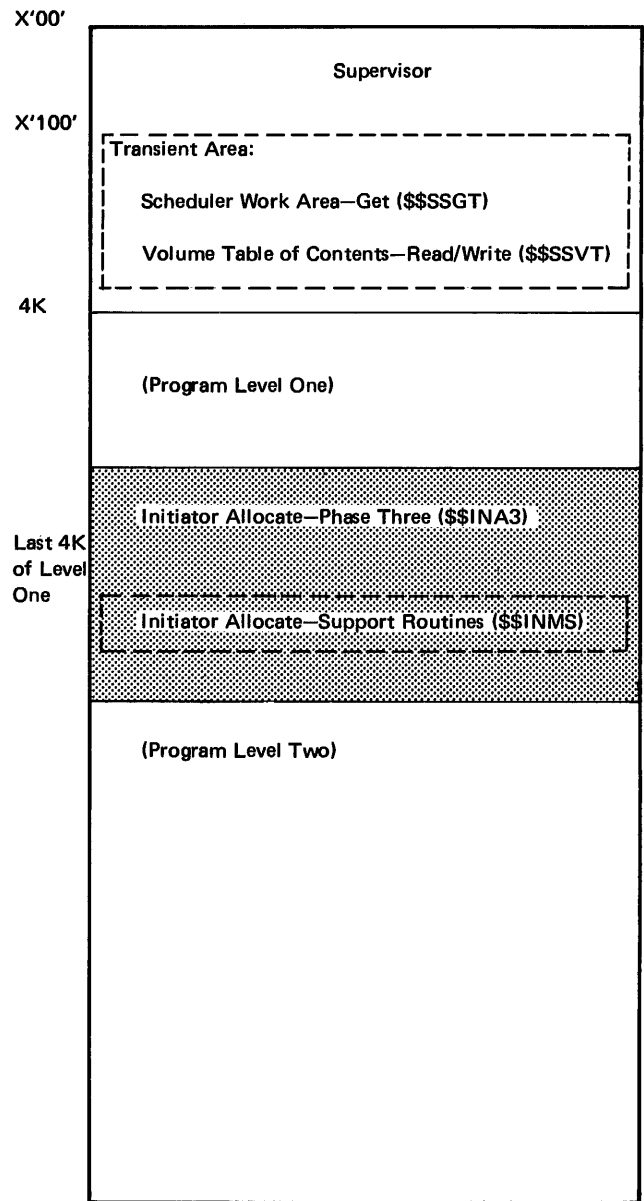 X'00'
Supervisor
X'100'
Transient Area:
Scheduler Work Area—Get ($$SSGT)
Volume Table of Contents—Read/Write ($$SSVT)
4K
(Program Level One)
Initiator Allocate—Phase Three ($$INA3)
Last 4K
of Level
One
Initiator Allocate—Support Routines ($$INMS)
(Program Level Two)